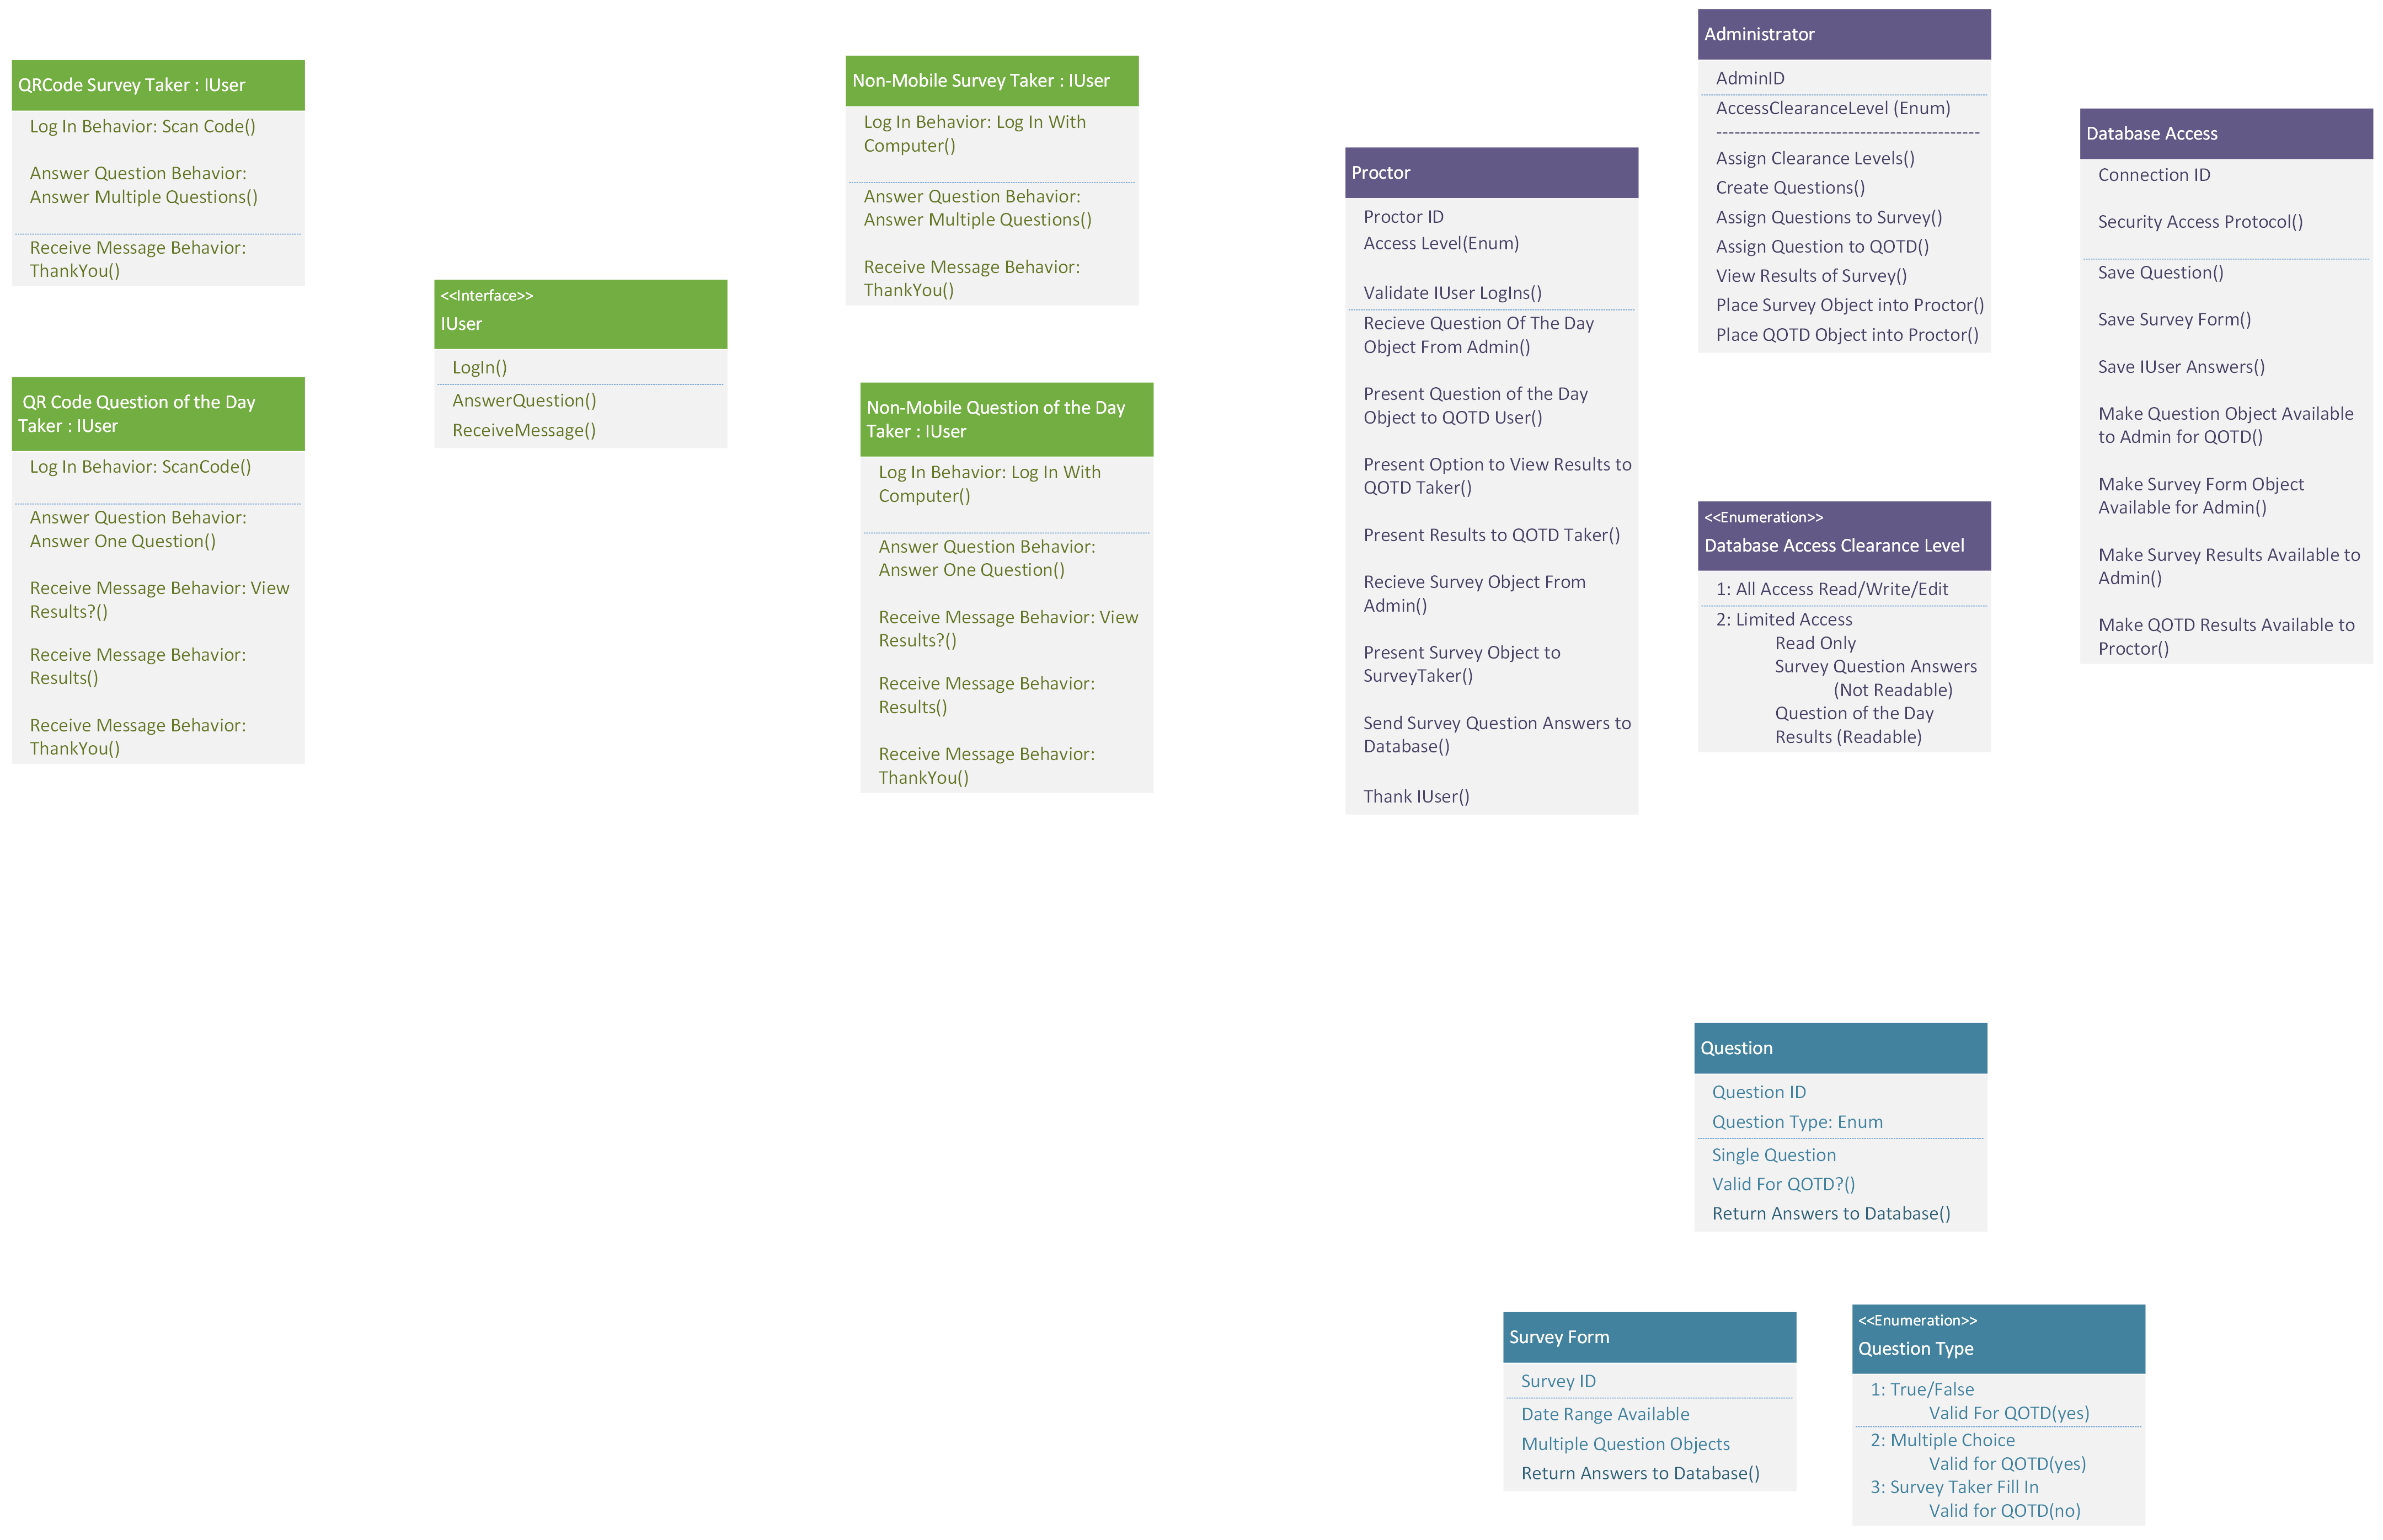 QRCode Survey Taker : IUser
Log In Behavior: Scan Code()
Answer Question Behavior:
Answer Multiple Questions()
Receive Message Behavior:
ThankYou()
QR Code Question of the Day
Taker : IUser
Log In Behavior: ScanCode()
Answer Question Behavior:
Answer One Question()
Receive Message Behavior: View
Results?()
Receive Message Behavior:
Results()
Receive Message Behavior:
ThankYou()
<<Interface>>
IUser
LogIn()
AnswerQuestion()
ReceiveMessage()
Non-Mobile Survey Taker : IUser
Log In Behavior: Log In With
Computer()
Answer Question Behavior:
Answer Multiple Questions()
Receive Message Behavior:
ThankYou()
Non-Mobile Question of the Day
Taker : IUser
Log In Behavior: Log In With
Computer()
Answer Question Behavior:
Answer One Question()
Receive Message Behavior: View
Results?()
Receive Message Behavior:
Results()
Receive Message Behavior:
ThankYou()
Proctor
Proctor ID
Access Level(Enum)
Validate IUser LogIns()
Recieve Question Of The Day
Object From Admin()
Present Question of the Day
Object to QOTD User()
Present Option to View Results to
QOTD Taker()
Present Results to QOTD Taker()
Recieve Survey Object From
Admin()
Present Survey Object to
SurveyTaker()
Send Survey Question Answers to
Database()
Thank IUser()
Administrator
AdminID
AccessClearanceLevel (Enum)
--------------------------------------------
Assign Clearance Levels()
Create Questions()
Assign Questions to Survey()
Assign Question to QOTD()
View Results of Survey()
Place Survey Object into Proctor()
Place QOTD Object into Proctor()
<<Enumeration>>
Database Access Clearance Level
1: All Access Read/Write/Edit
2: Limited Access
Read Only
Survey Question Answers
(Not Readable)
Question of the Day
Results (Readable)
Database Access
Connection ID
Security Access Protocol()
Save Question()
Save Survey Form()
Save IUser Answers()
Make Question Object Available
to Admin for QOTD()
Make Survey Form Object
Available for Admin()
Make Survey Results Available to
Admin()
Make QOTD Results Available to
Proctor()
Question
Question ID
Question Type: Enum
Single Question
Valid For QOTD?()
Return Answers to Database()
Survey Form
Survey ID
Date Range Available
Multiple Question Objects
Return Answers to Database()
<<Enumeration>>
Question Type
1: True/False
Valid For QOTD(yes)
2: Multiple Choice
Valid for QOTD(yes)
3: Survey Taker Fill In
Valid for QOTD(no)